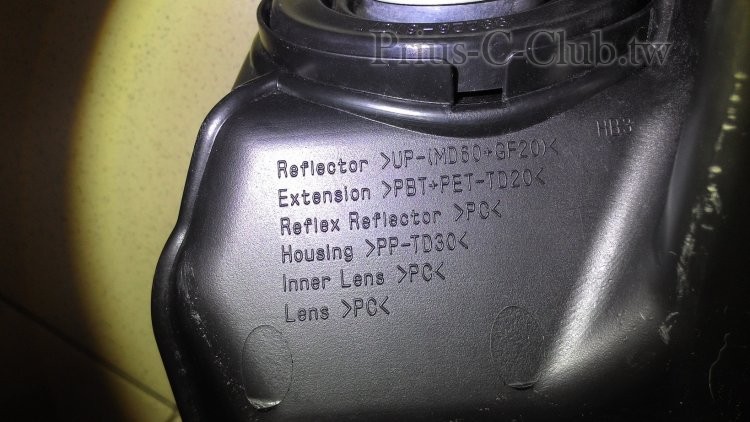 Prius-C-Club.tw
HB3
Reflector >UP-(MD60+GF20)<
Extension >PBT+PET-TD20<
Reflex Reflector >PC<
Housing >PP-TD30<
Inner Lens >PC<
Lens >PC<